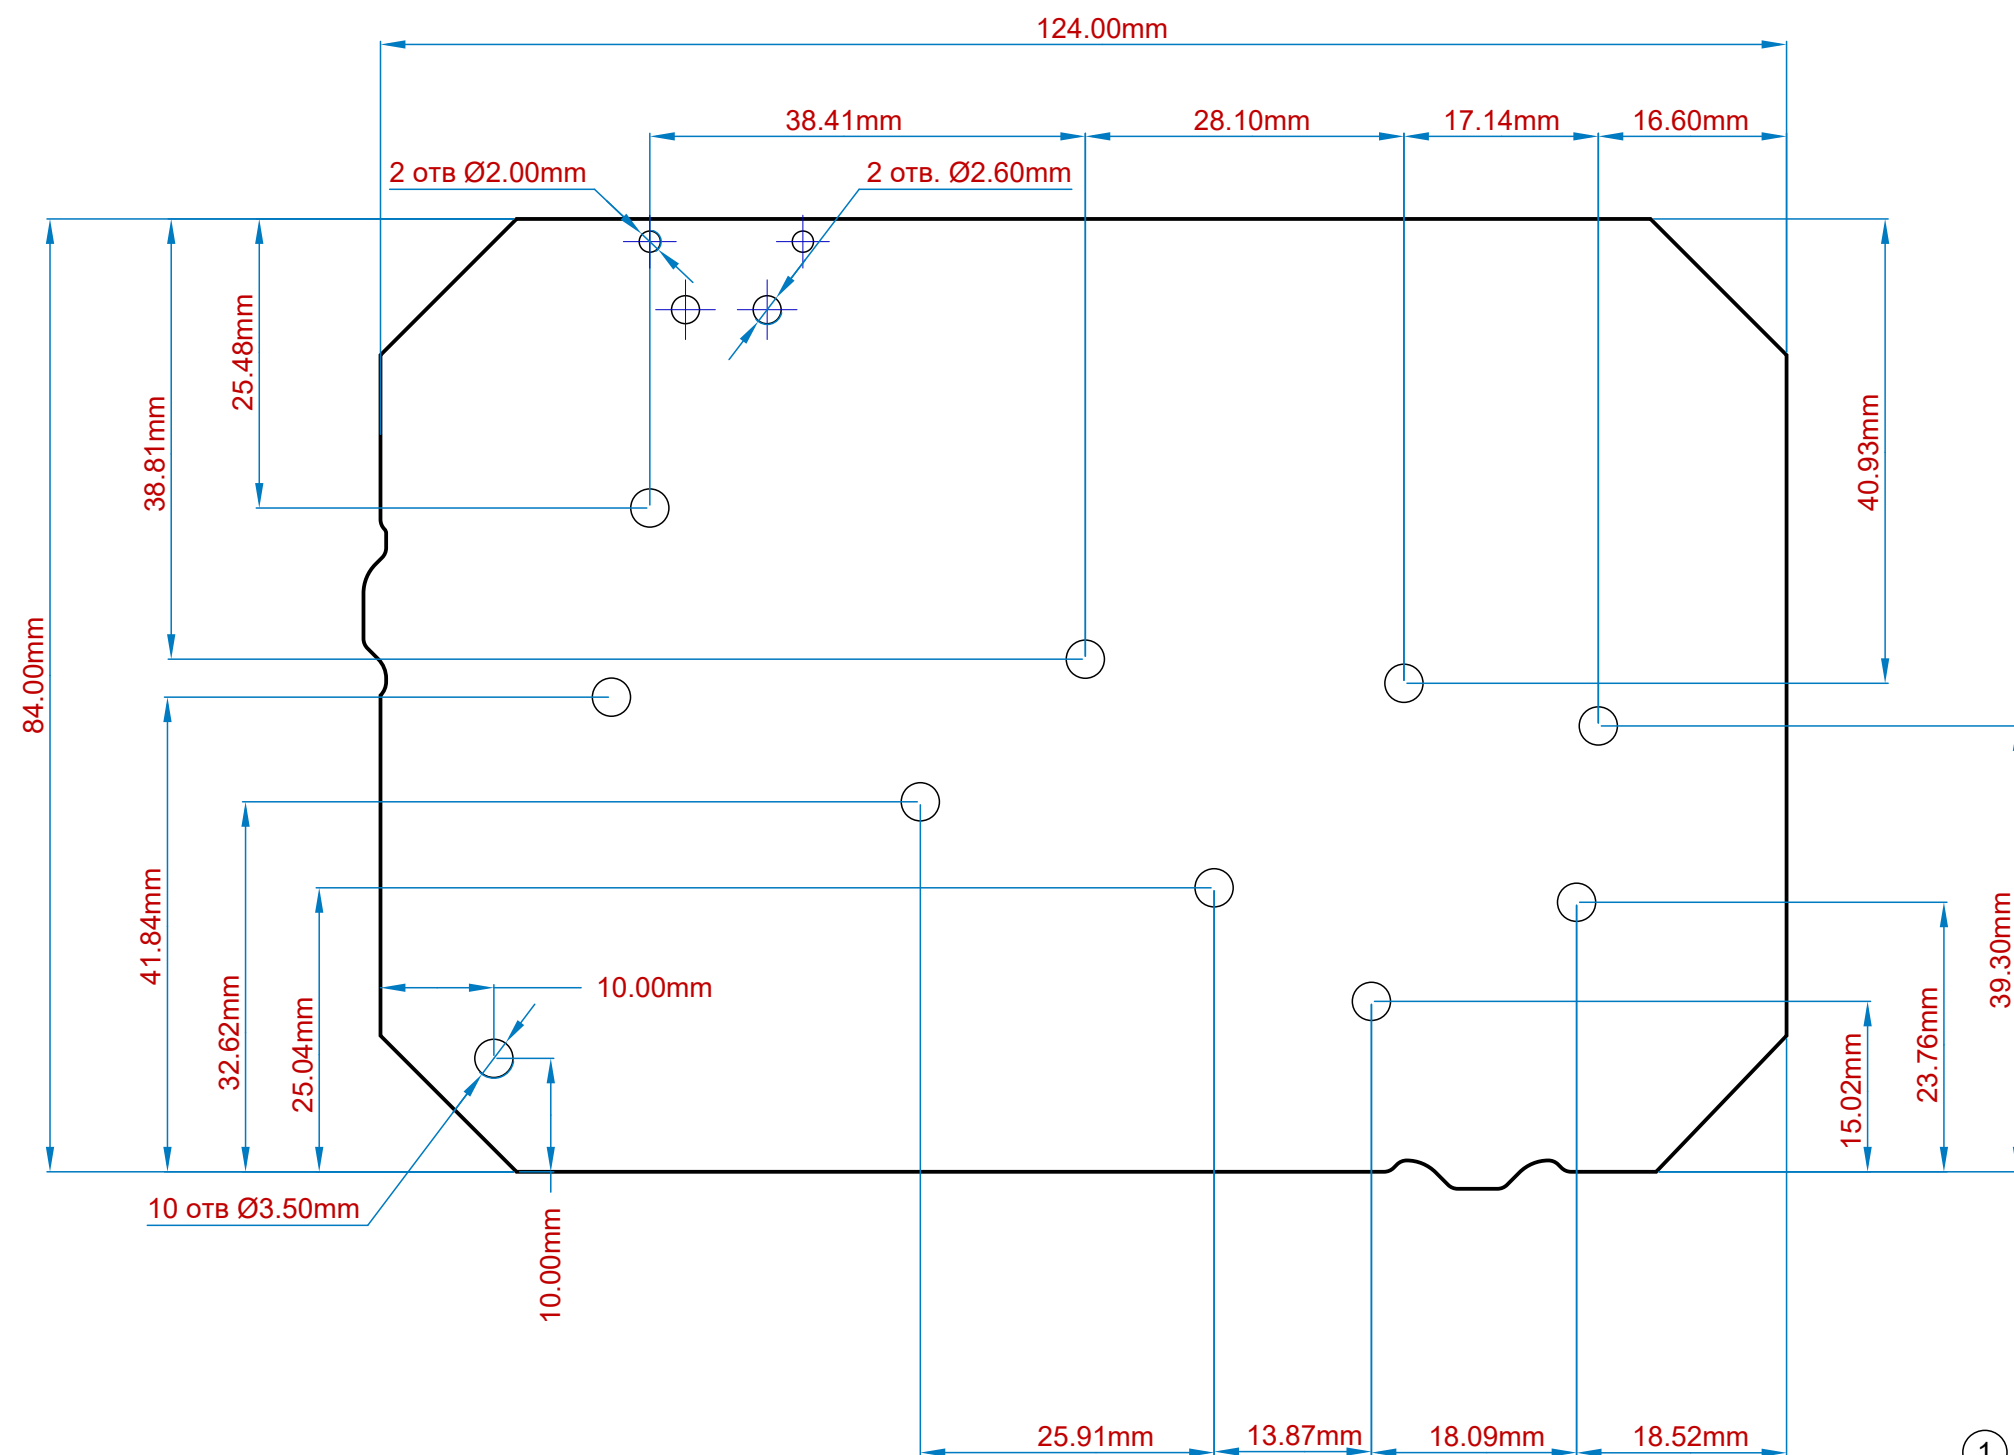 124.00mm
38.41mm
28.10mm
17.14mm
16.60mm
2 отв Ø2.00mm
2 отв. Ø2.60mm
25.48mm
38.81mm
40.93mm
84.00mm
41.84mm
32.62mm
25.04mm
10.00mm
39.30mm
23.76mm
15.02mm
10 отв Ø3.50mm
10.00mm
25.91mm
13.87mm
18.09mm
18.52mm
1